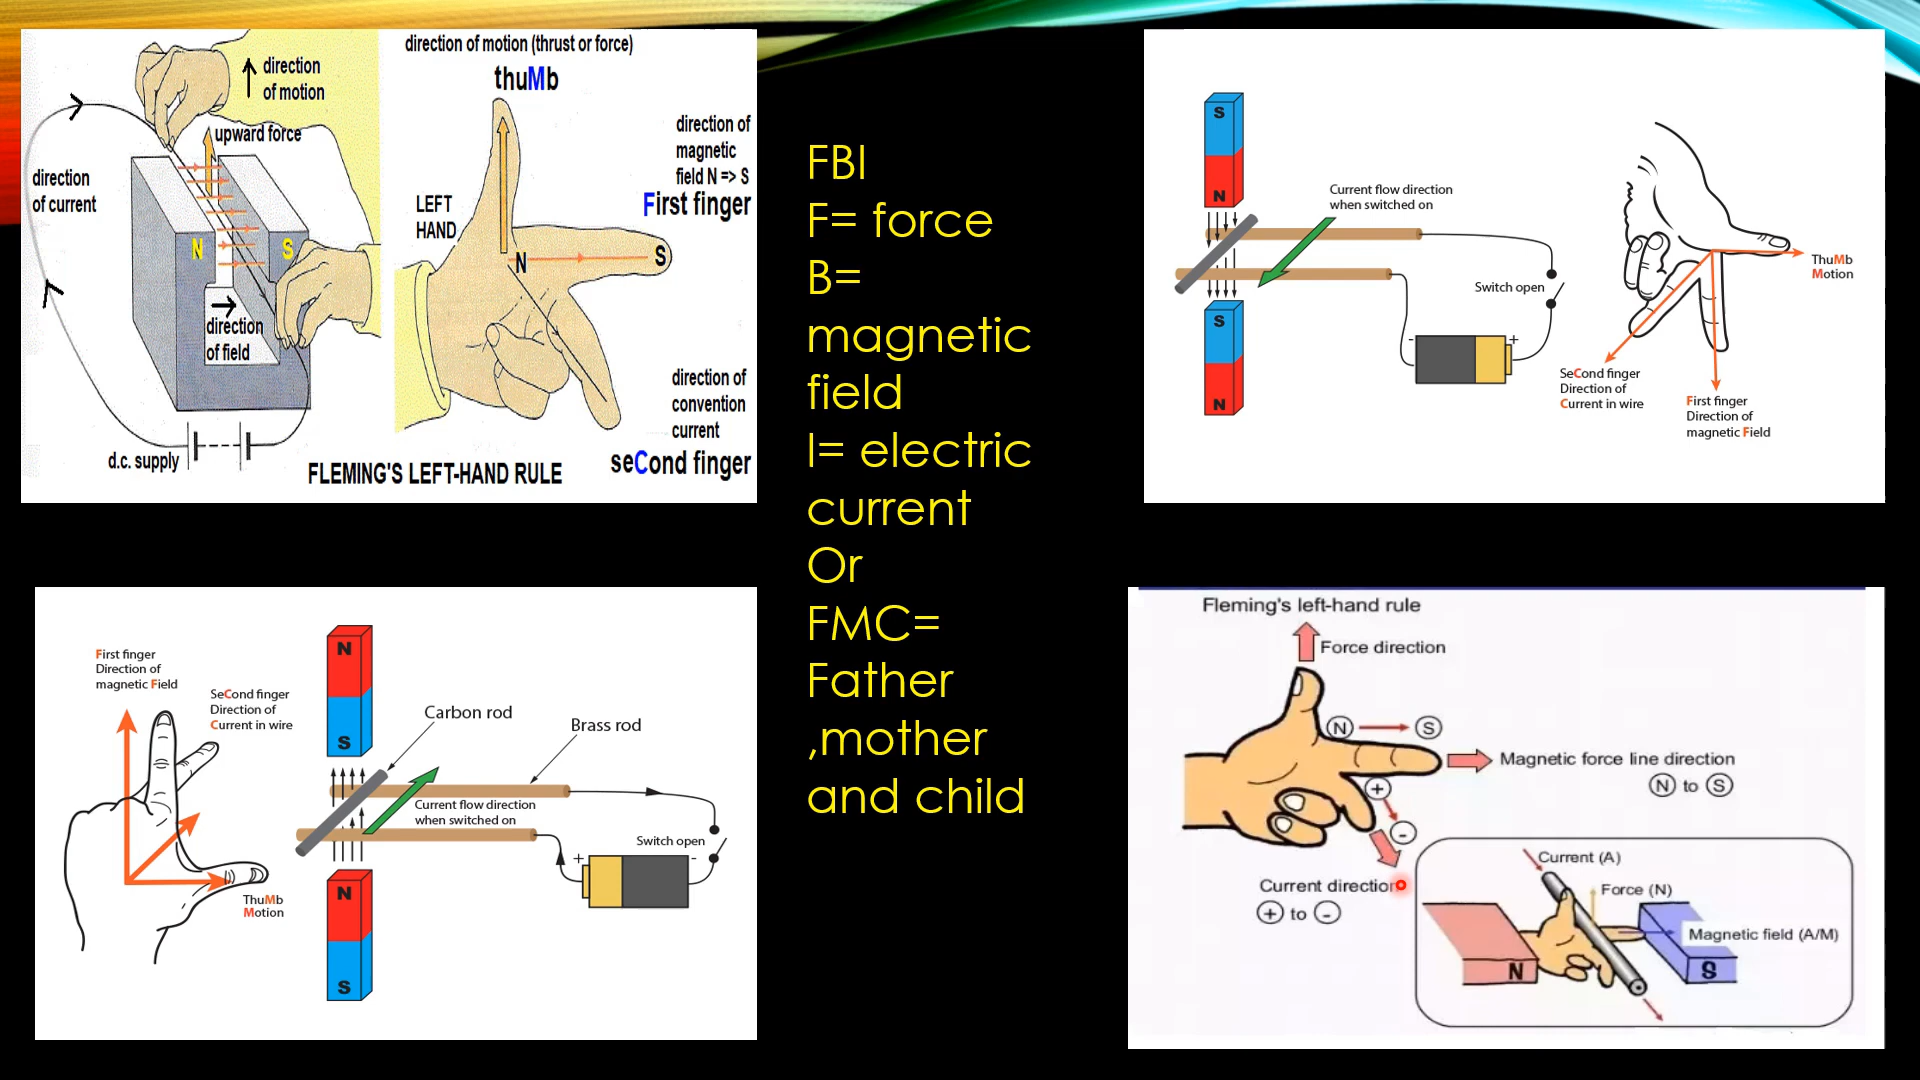 direction of motion (thrust or force)
thuMb
direction
of motion
upward force
direction
of current
direction of
magnetic
field N => S
First finger
LEFT
HAND
N
S
N
S
direction
of field
direction of
convention
current
seCond finger
d.c. supply
FLEMING'S LEFT-HAND RULE
FBI
F= force
B=
magnetic
field
I= electric
current
Or
FMC=
Father
,mother
and child
S
N
Current flow direction
when switched on
Switch open
S
N
-
+
ThuMb
Motion
SeCond finger
Direction of
Current in wire
First finger
Direction of
magnetic Field
First finger
Direction of
magnetic Field
SeCond finger
Direction of
Current in wire
ThuMb
Motion
N
S
Carbon rod
Brass rod
Current flow direction
when switched on
Switch open
+
-
N
S
Fleming's left-hand rule
Force direction
N
S
Magnetic force line direction
N to S
+
-
Current direction
+ to -
Current (A)
Force (N)
Magnetic field (A/M)
N
S